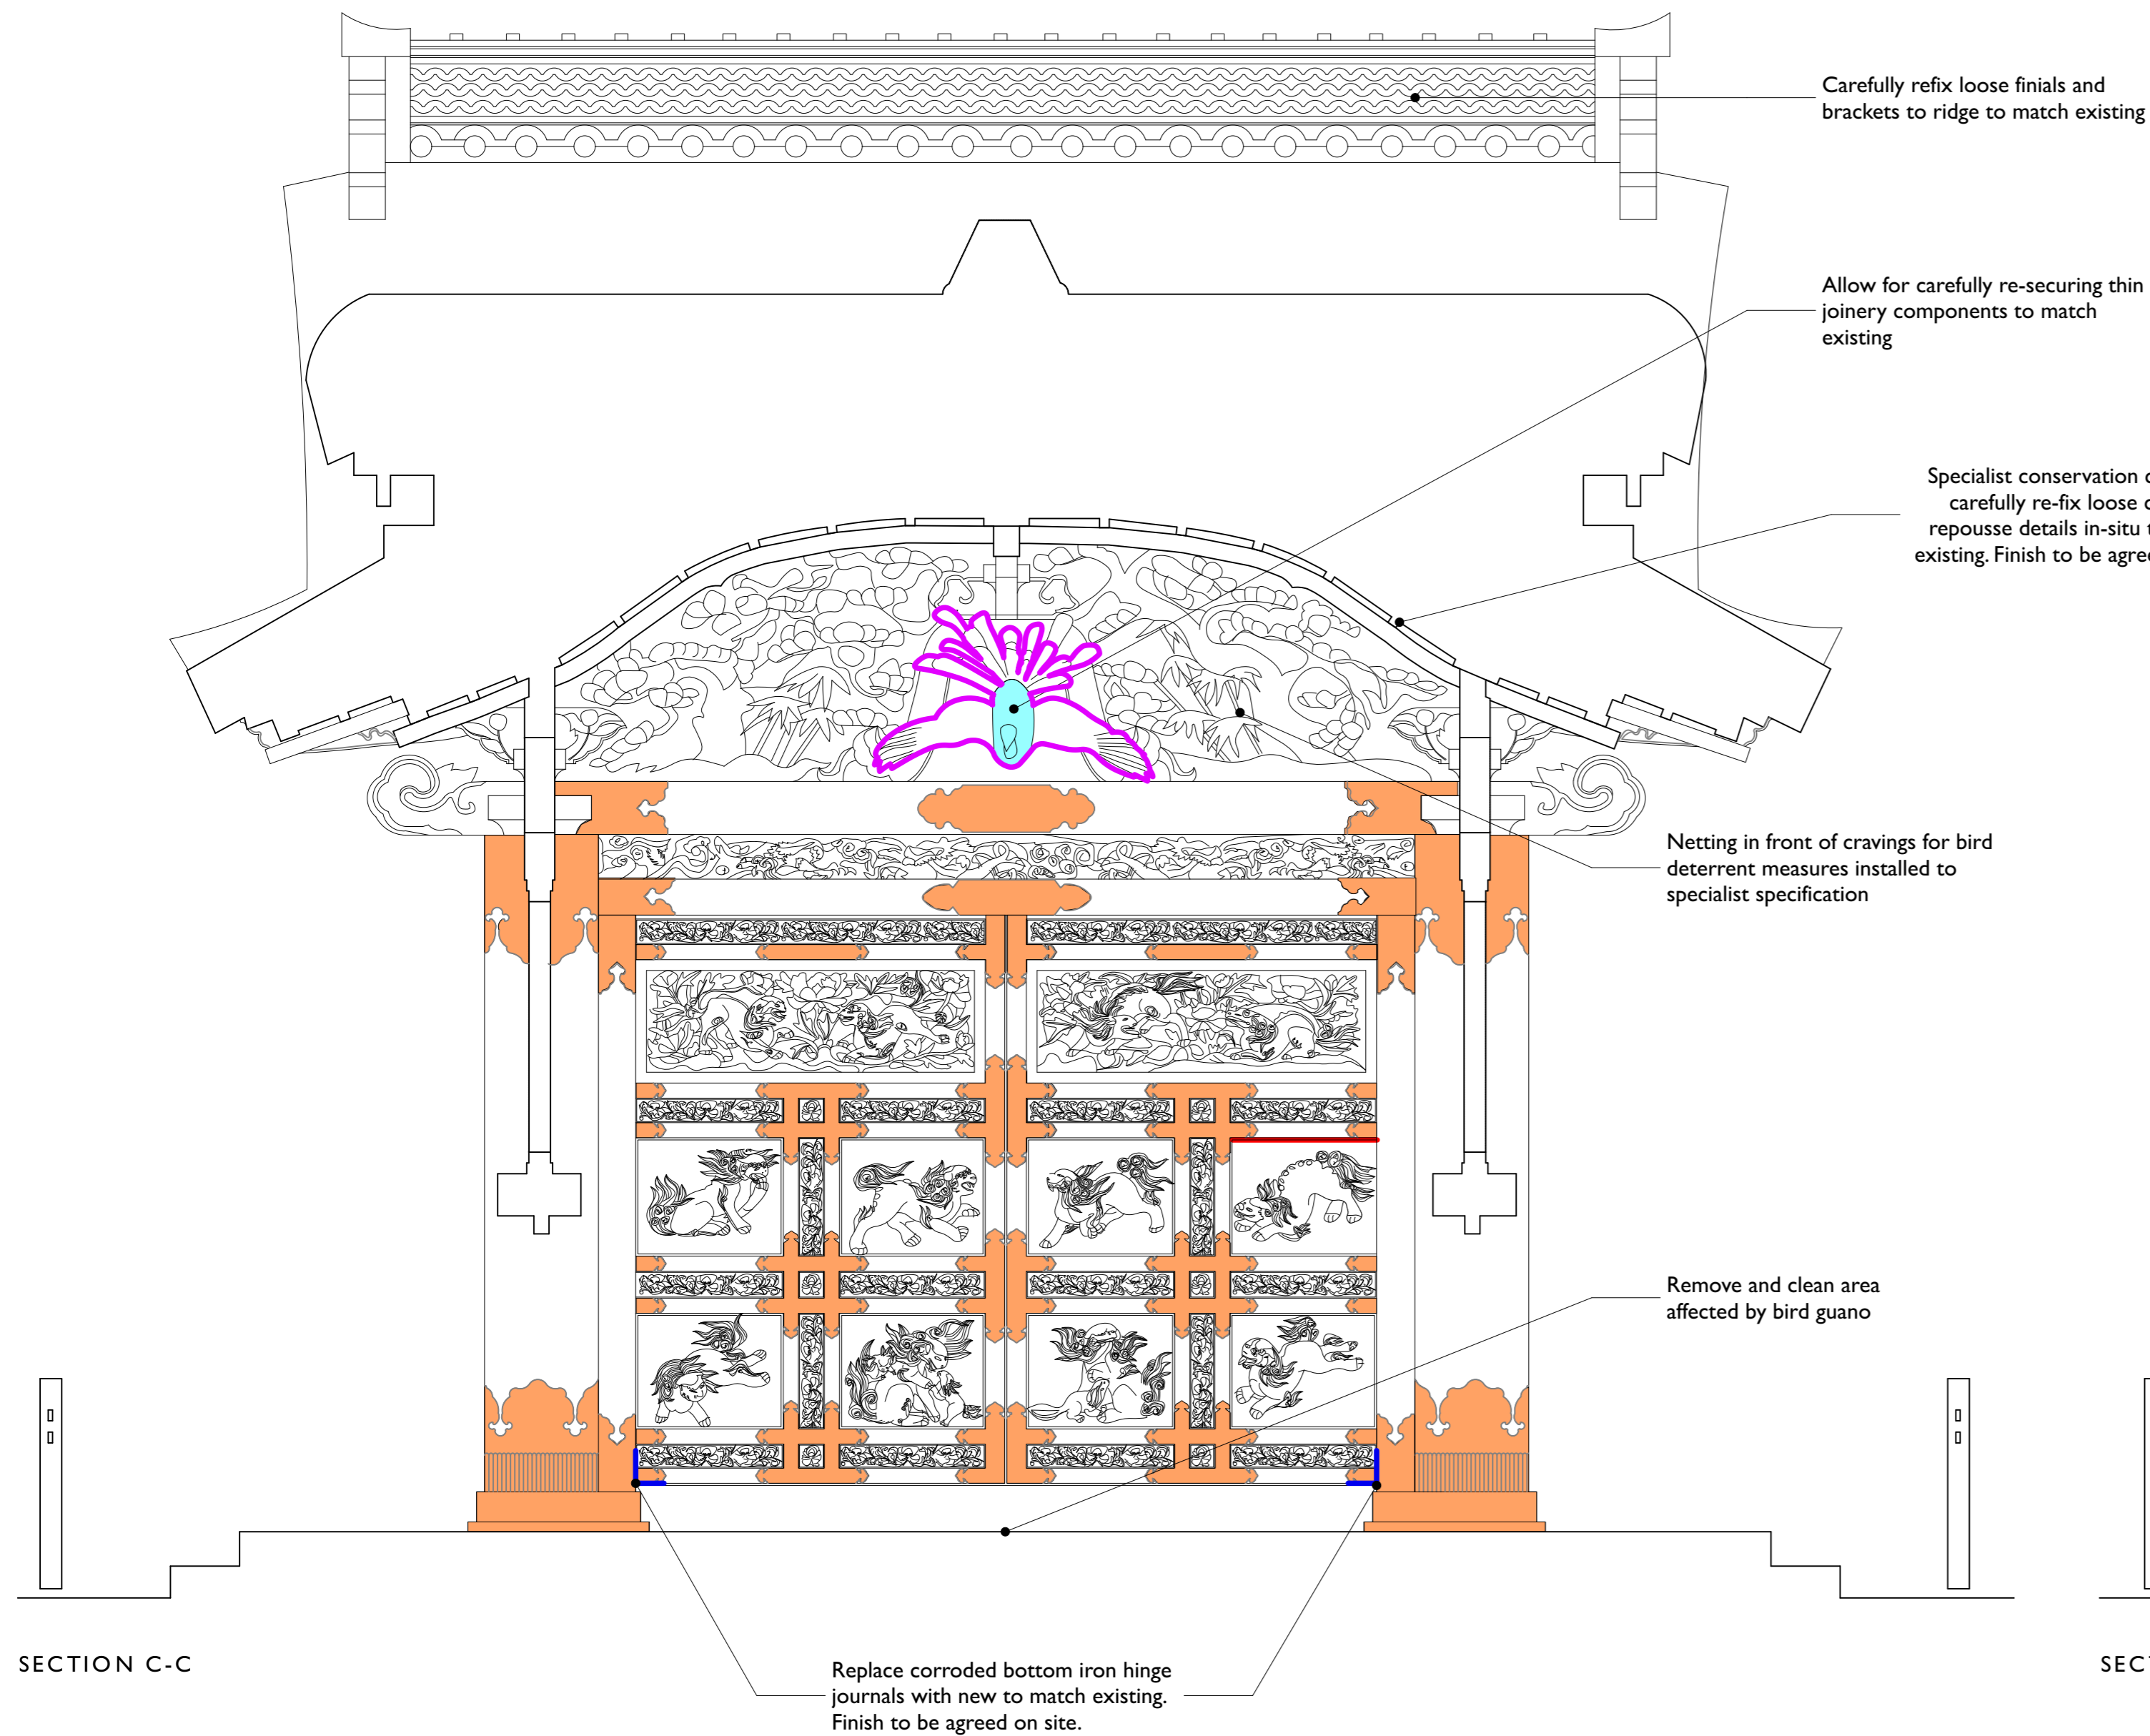 Carefully refix loose finials and
brackets to ridge to match existing
Allow for carefully re-securing thin
joinery components to match
existing
Specialist conservation
carefully re-fix loose
repousse details in-situ
existing. Finish to be
Netting in front of cravings for bird
deterrent measures installed to
specialist specification
Remove and clean area
affected by bird guano
Replace corroded bottom iron hinge
journals with new to match existing.
Finish to be agreed on site.
SECTION C-C